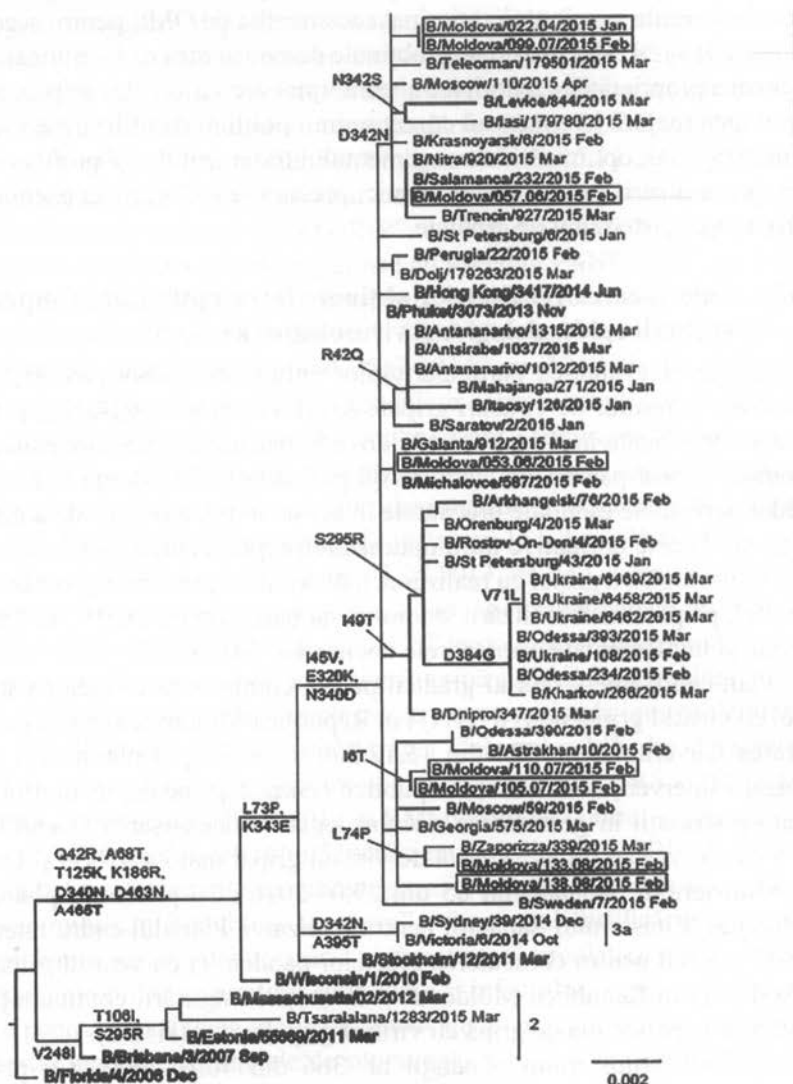 B/Moldova/022.04/2015 Jan
B/Moldova/099.07/2015 Feb
B/Teleorman/179501/2015 Mar
N342S
B/Moscow/110/2015 Apr
B/Levice/844/2015 Mar
B/Iasi/179780/2015 Mar
D342N
B/Krasnoyarsk/6/2015 Feb
B/Nitra/920/2015 Mar
B/Salamanca/232/2015 Feb
B/Moldova/057.06/2015 Feb
B/Trencin/927/2015 Mar
B/St Petersburg/6/2015 Jan
B/Perugia/22/2015 Feb
B/Dolj/179263/2015 Mar
B/Hong Kong/3417/2014 Jun
B/Phuket/3073/2013 Nov
B/Antananarivo/1315/2015 Mar
B/Antsirabe/1037/2015 Mar
R42Q
B/Antananarivo/1012/2015 Mar
B/Mahajanga/271/2015 Jan
B/Itaosy/126/2015 Jan
B/Saratov/2/2015 Jan
B/Galanta/912/2015 Mar
B/Moldova/053.06/2015 Feb
B/Michalovce/587/2015 Feb
B/Arkhangelsk/76/2015 Feb
B/Orenburg/4/2015 Mar
S295R
B/Rostov-On-Don/4/2015 Feb
B/St Petersburg/43/2015 Jan
B/Ukraine/6469/2015 Mar
V71L
B/Ukraine/6458/2015 Mar
B/Ukraine/6462/2015 Mar
I49T
B/Odessa/393/2015 Mar
D384G
B/Ukraine/108/2015 Feb
I45V,
E320K,
N340D
B/Kharkov/266/2015 Mar
B/Dnipro/347/2015 Mar
B/Odessa/390/2015 Feb
B/Astrakhan/10/2015 Feb
I6T
B/Moldova/110.07/2015 Feb
B/Moldova/105.07/2015 Feb
B/Moscow/59/2015 Feb
L73P,
K343E
B/Georgia/575/2015 Mar
L74P
B/Zaporizza/339/2015 Mar
B/Moldova/133.08/2015 Feb
B/Moldova/138.08/2015 Feb
B/Sweden/7/2015 Feb
Q42R, A68T,
T125K, K186R,
D340N, D463N,
A465T
D342N
A395T
B/Sydney/39/2014 Dec
B/Victoria/6/2014 Oct
3a
B/Stockholm/12/2011 Mar
B/Wisconsin/1/2010 Feb
B/Massachusetts/02/2012 Mar
T106I,
S295R
B/Tsaralalana/1283/2015 Mar
B/Estonia/55669/2011 Mar
2
V248I
B/Brisbane/3/2007 Sep
B/Florida/4/2006 Dec
0.002